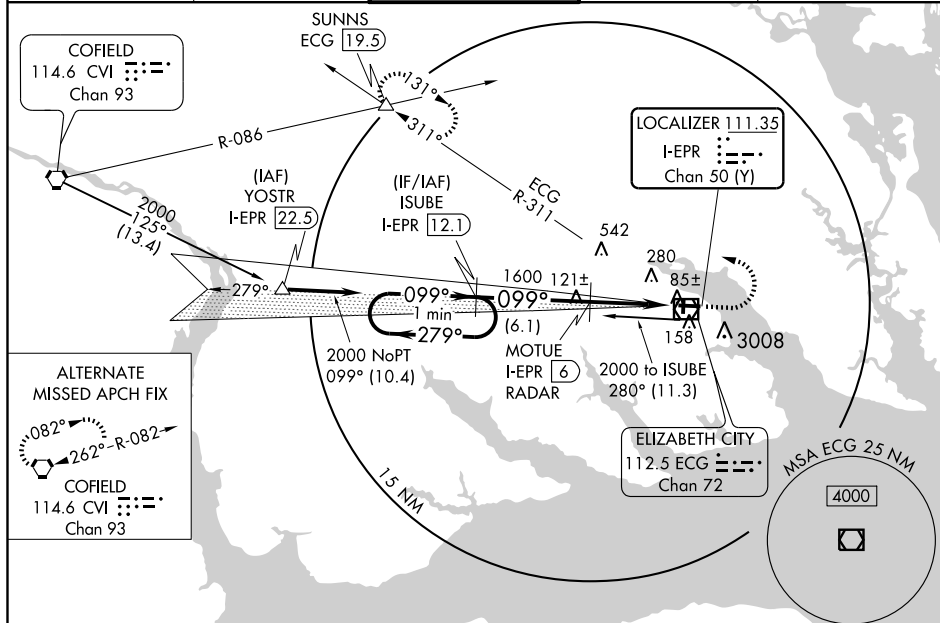 SUNNS
ECG 19.5
COFIELD
114.6 CVI
Chan 93
131°
311°
R-086
LOCALIZER 111.35
I-EPR
Chan 50 (Y)
(IAF)
YOSTR
I-EPR 22.5
(IF/IAF)
ISUBE
I-EPR 12.1
ECG
R-311
2000
125°
(13.4)
542
280
85±
279°
099°
1 min
279°
1600
099°
121±
(6.1)
158
3008
2000 NoPT
099° (10.4)
MOTUE
I-EPR 6
RADAR
2000 to ISUBE
280° (11.3)
ALTERNATE
MISSED APCH FIX
082°
262°
R-082
COFIELD
114.6 CVI
Chan 93
15 NM
ELIZABETH CITY
112.5 ECG
Chan 72
MSA ECG 25 NM
4000